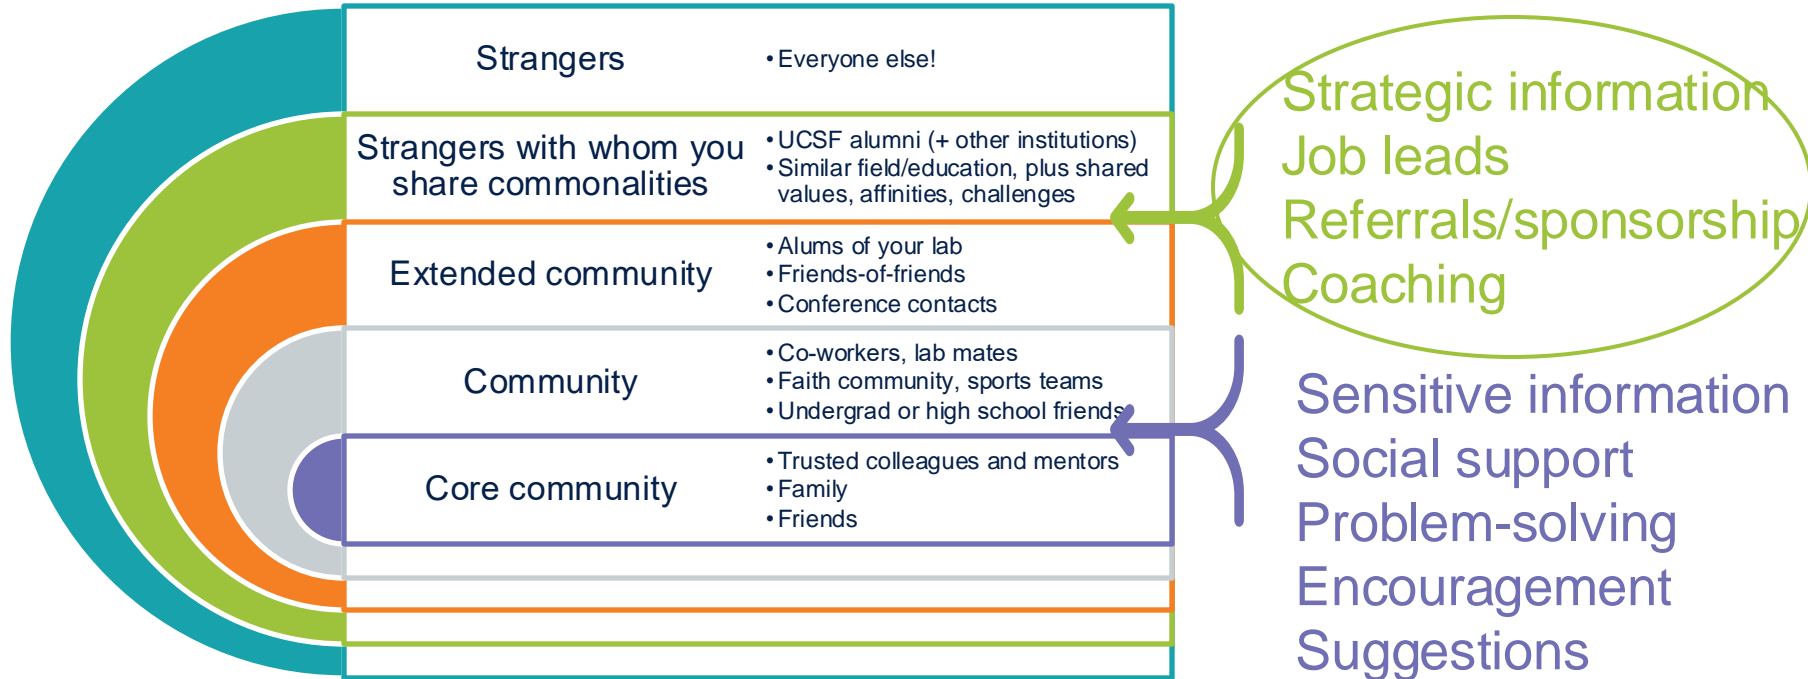 Strangers
• Everyone else!
Strangers with whom you
share commonalities
• UCSF alumni (+ other institutions)
• Similar field/education, plus shared
values, affinities, challenges
Extended community
• Alums of your lab
• Friends-of-friends
• Conference contacts
Community
• Co-workers, lab mates
• Faith community, sports teams
• Undergrad or high school friends
Core community
• Trusted colleagues and mentors
• Family
• Friends
Strategic information
Job leads
Referrals/sponsorship
Coaching
Sensitive information
Social support
Problem-solving
Encouragement
Suggestions